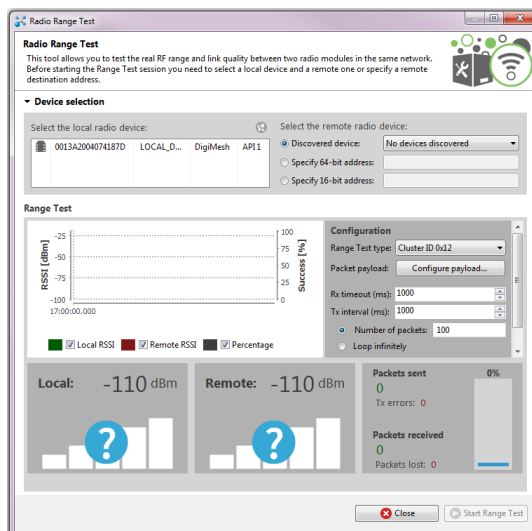 Radio Range Test
Radio Range Test
This tool allows you to test the real RF range and link quality between two radio modules in the same network.
Before starting the Range Test session you need to select a local device and a remote one or specify a remote
destination address.
Device selection
Select the local radio device:
0013A2004074187D LOCAL_D... DigiMesh API 1
Select the remote radio device:
Discovered device: No devices discovered
Specify 64-bit address:
Specify 16-bit address:
Range Test
RSSI [dBm]
-25
-50
-75
-100
17:00:00.000
100
75
50
25
0
Success [%]
Local RSSI Remote RSSI Percentage
Configuration
Range Test type: Cluster ID 0x12
Packet payload: Configure payload...
Rx timeout (ms): 1000
Tx interval (ms): 1000
Number of packets: 100
Loop infinitely
Local: -110 dBm
?
Remote: -110 dBm
?
Packets sent
0
Tx errors: 0
Packets received
0
Packets lost: 0
0%
Close Start Range Test